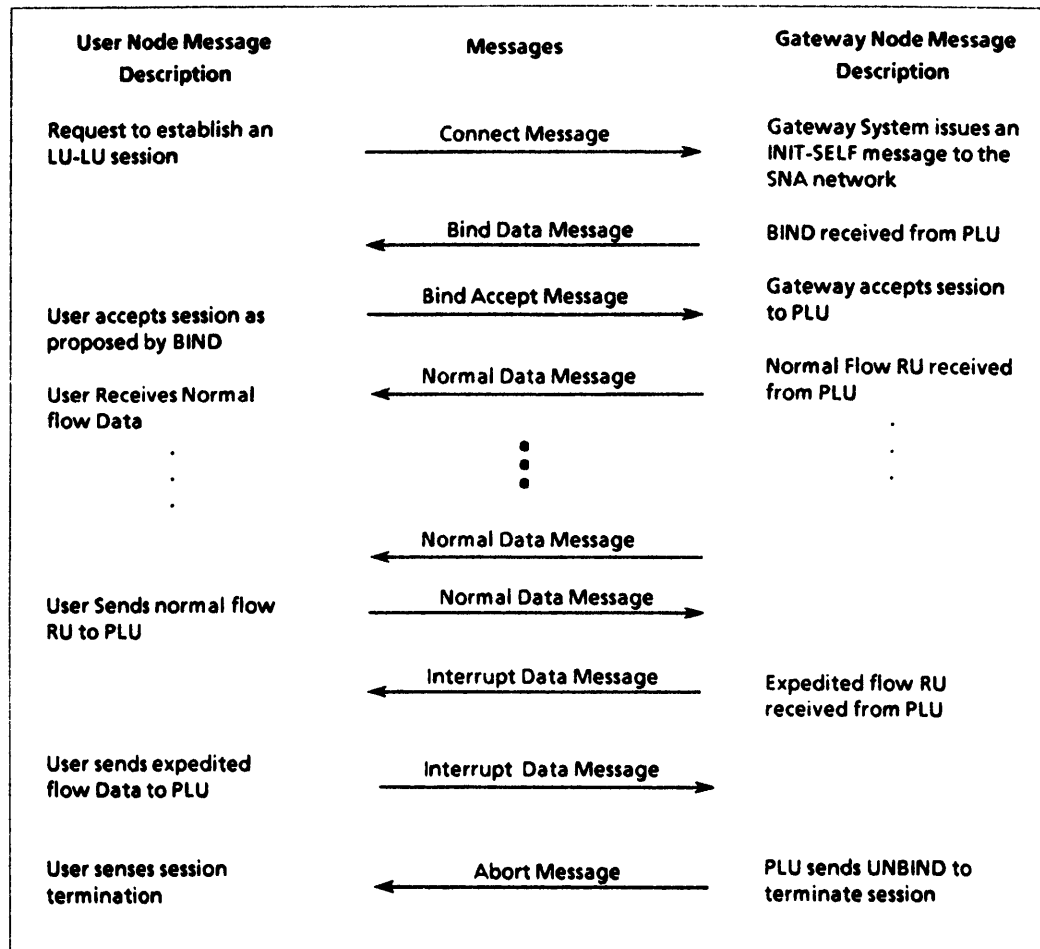 User Node Message
Description
Messages
Gateway Node Message
Description
Request to establish an
LU-LU session
Connect Message
Gateway System issues an
INIT-SELF message to the
SNA network
Bind Data Message
BIND received from PLU
User accepts session as
proposed by BIND
Bind Accept Message
Gateway accepts session
to PLU
User Receives Normal
flow Data
Normal Data Message
Normal Flow RU received
from PLU
Normal Data Message
User Sends normal flow
RU to PLU
Normal Data Message
Interrupt Data Message
Expedited flow RU
received from PLU
User sends expedited
flow Data to PLU
Interrupt Data Message
User senses session
termination
Abort Message
PLU sends UNBIND to
terminate session